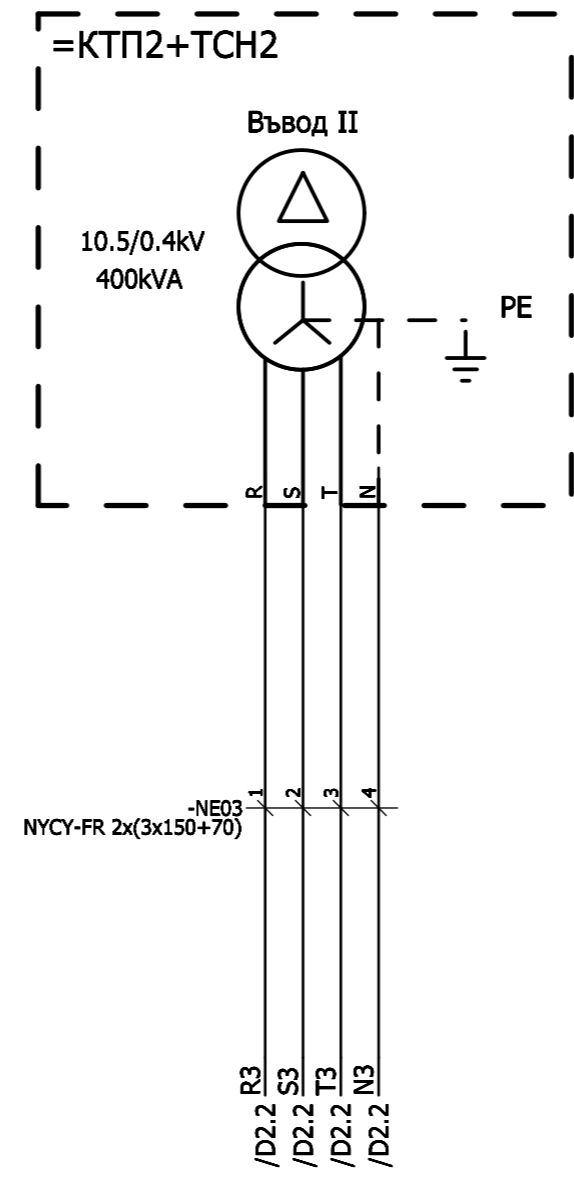 =КТП2+ТСН2
Въвод II
10.5/0.4kV
400kVA
PE
R
S
T
N
1
2
3
4
-NE03
NYCY-FR 2x(3x150+70)
R3
S3
T3
N3
/D2.2
/D2.2
/D2.2
/D2.2